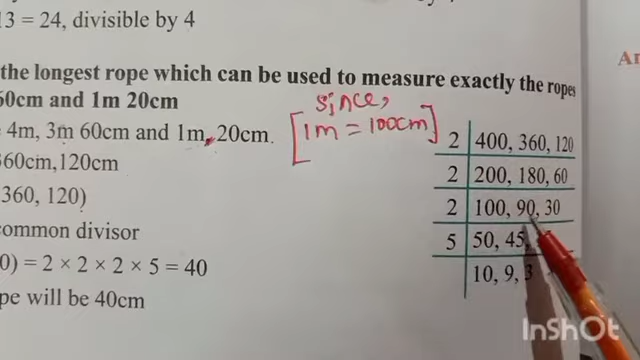 13 = 24, divisible by 4
the longest rope which can be used to measure exactly the ropes
60cm and 1m 20cm
since,
4m, 3m 60cm and 1m, 20cm.
[1m = 100cm]
360cm,120cm
360, 120)
common divisor
0) = 2 × 2 × 2 × 5 = 40
pe will be 40cm
2 400, 360, 120
2 200, 180, 60
2 100, 90, 30
5 50, 45,
10, 9, 3
An
InShOt